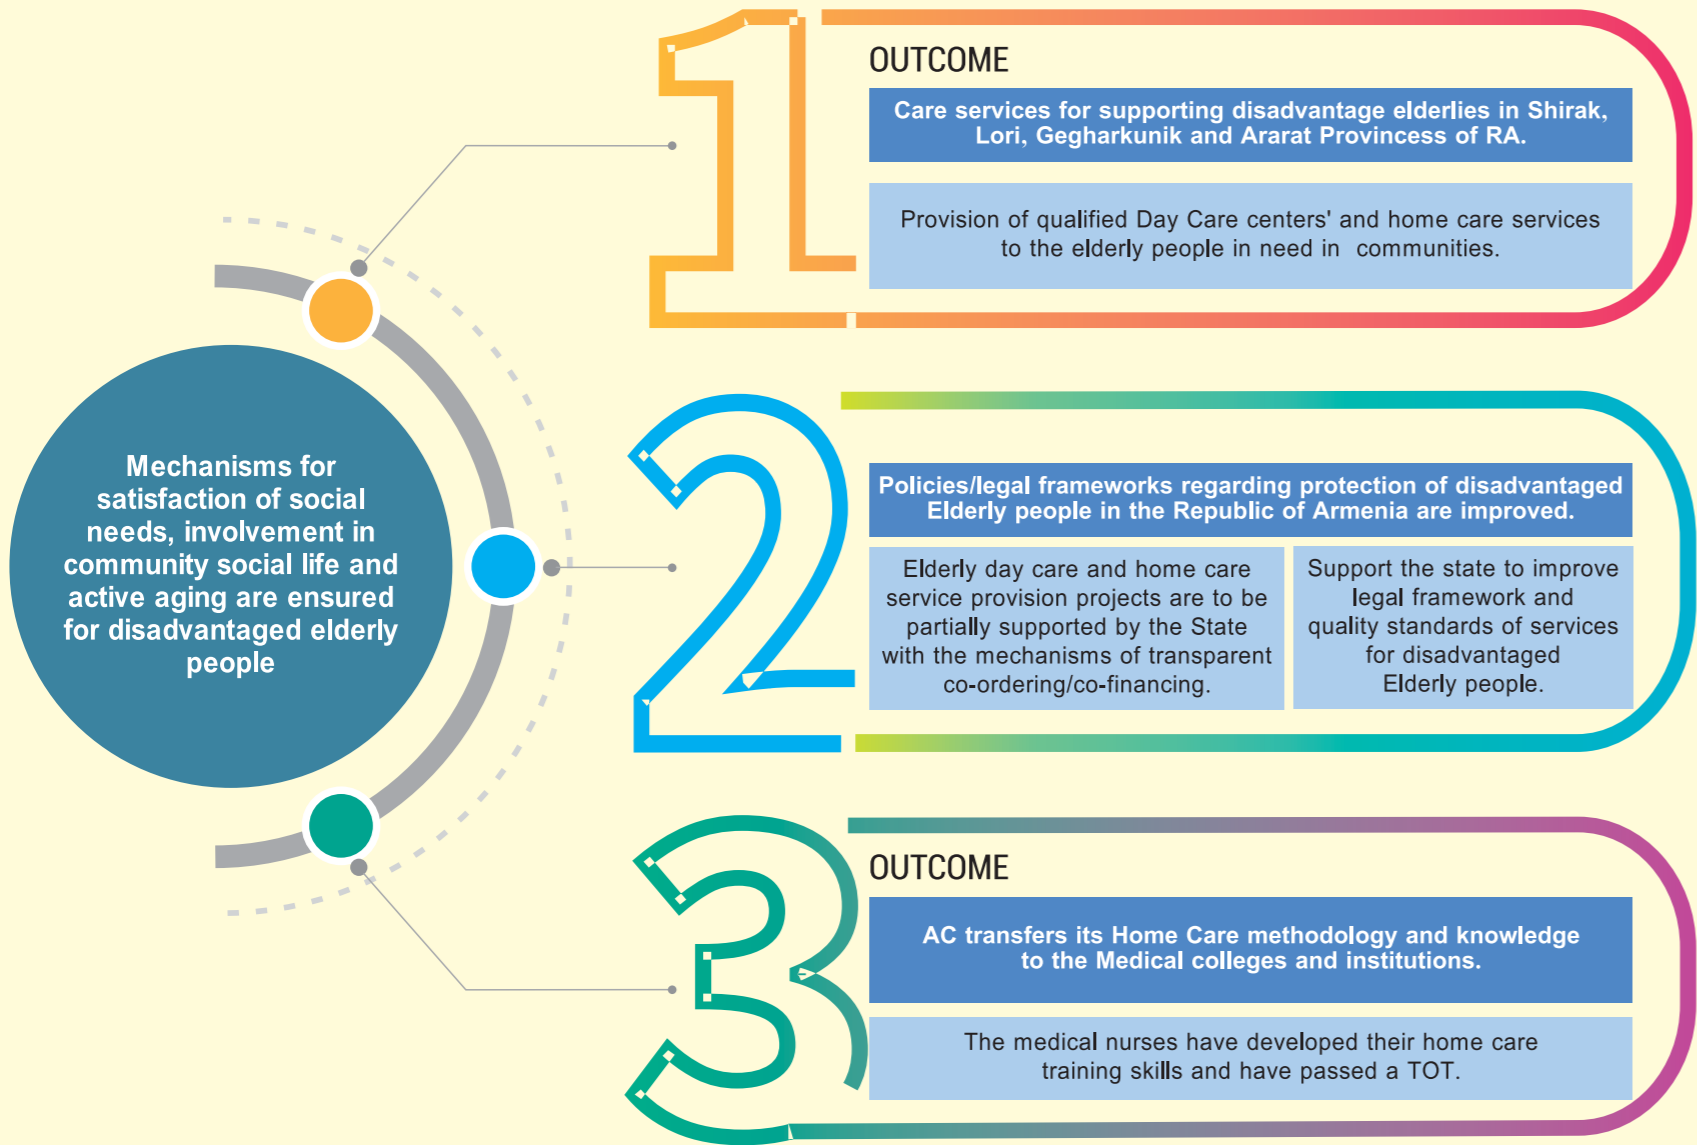 Mechanisms for
satisfaction of social
needs, involvement in
community social life and
active aging are ensured
for disadvantaged elderly
people
1
OUTCOME
Care services for supporting disadvantage elderlies in Shirak,
Lori, Gegharkunik and Ararat Provincess of RA.
Provision of qualified Day Care centers' and home care services
to the elderly people in need in communities.
2
Policies/legal frameworks regarding protection of disadvantaged
Elderly people in the Republic of Armenia are improved.
Elderly day care and home care
service provision projects are to be
partially supported by the State
with the mechanisms of transparent
co-ordering/co-financing.
Support the state to improve
legal framework and
quality standards of services
for disadvantaged
Elderly people.
3
OUTCOME
AC transfers its Home Care methodology and knowledge
to the Medical colleges and institutions.
The medical nurses have developed their home care
training skills and have passed a TOT.